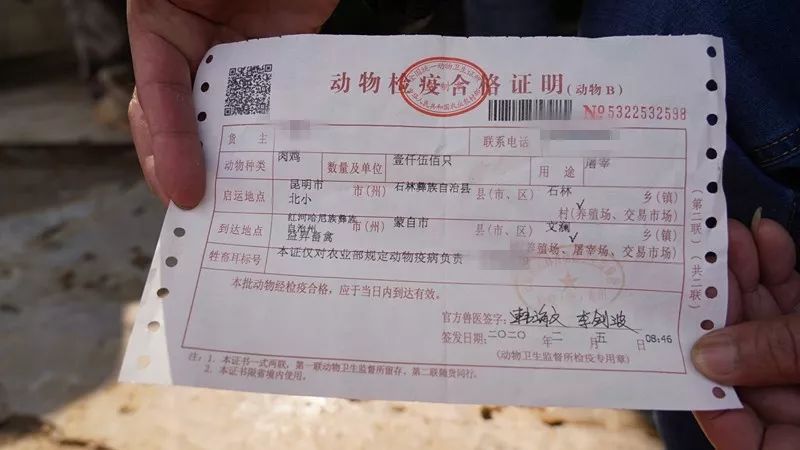 动物检疫合格证明(动物B)
№5322532598
货主
联系电话
动物种类 肉鸡 数量及单位 壹仟伍佰只 用途 屠宰
启运地点 昆明市 市(州) 石林彝族自治县 县(市、区) 石林 乡(镇)
北小 村(养殖场、交易市场)
到达地点 红河哈尼族彝族自治州 市(州) 蒙自市 县(市、区) 文澜 乡(镇)
益昇畜禽 养殖场、屠宰场、交易市场)
牲畜耳标号 本证仅对农业部规定动物疫病负责
本批动物经检疫合格,应于当日内到达有效。
官方兽医签字:
签发日期:二〇二〇年二月五 08:46
(动物卫生监督所检疫专用章)
注:1. 本证书一式两联,第一联动物卫生监督所留存,第二联随货同行。
2. 本证书限省境内使用。
(第二联)
(共二联)